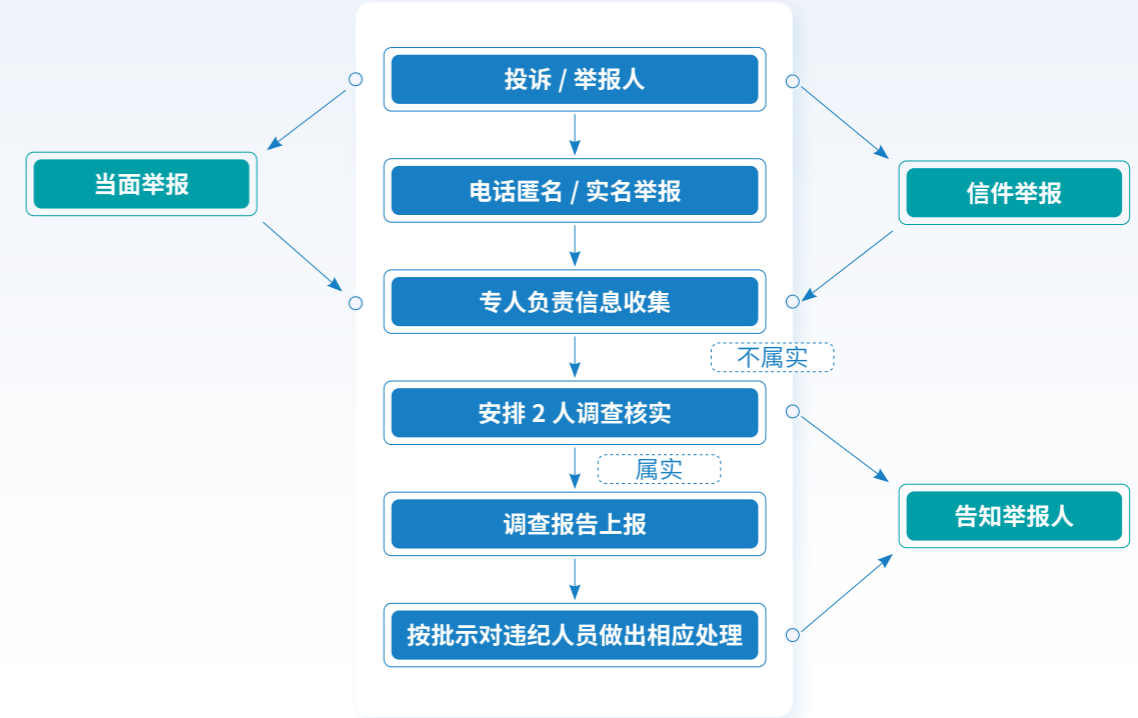 投诉 / 举报人
当面举报
电话匿名 / 实名举报
信件举报
专人负责信息收集
不属实
安排 2 人调查核实
属实
调查报告上报
告知举报人
按批示对违纪人员做出相应处理